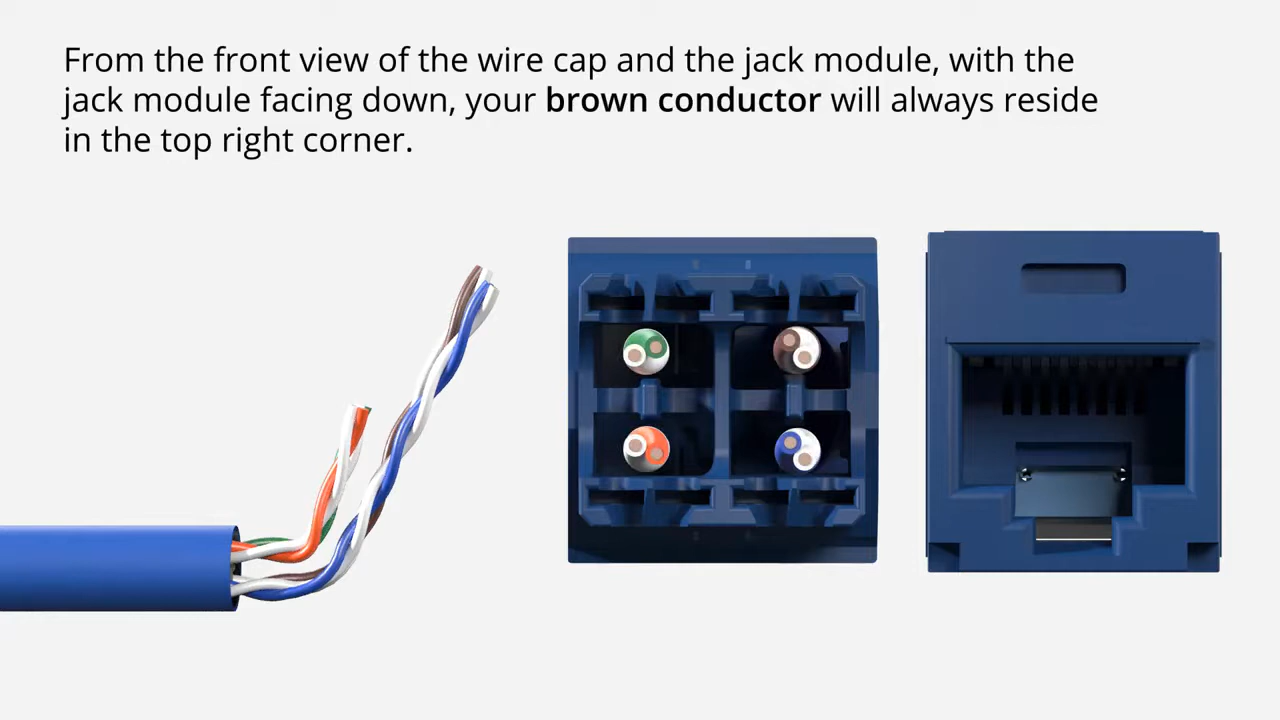 From the front view of the wire cap and the jack module, with the
jack module facing down, your brown conductor will always reside
in the top right corner.